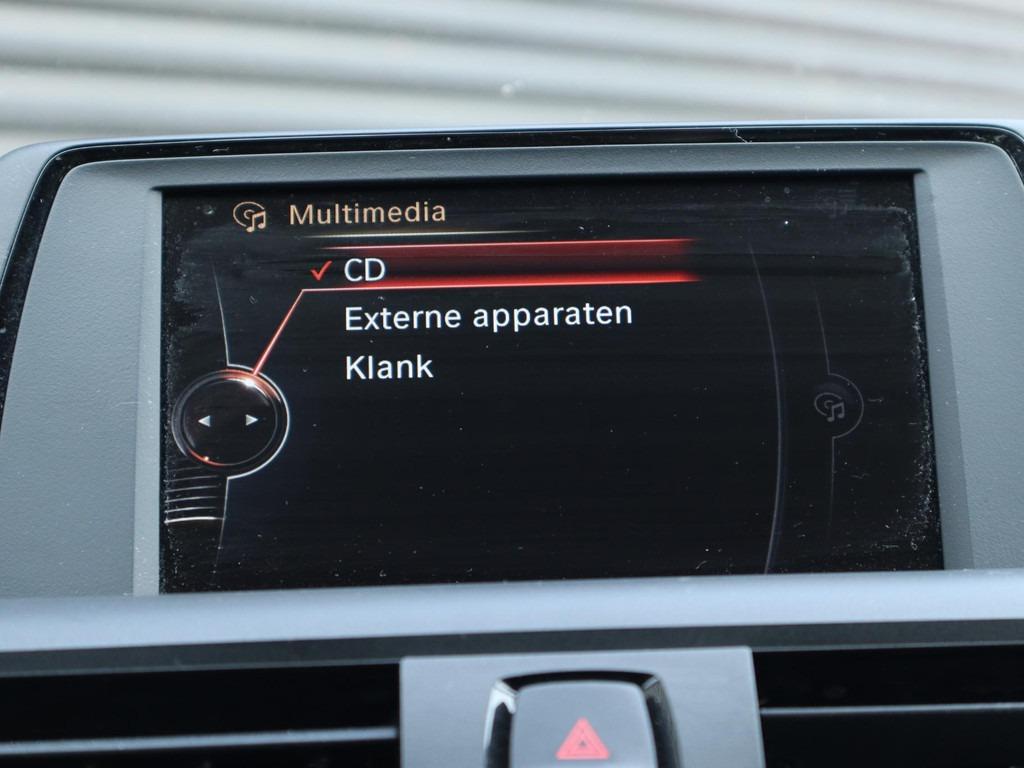 Multimedia
CD
Externe apparaten
Klank